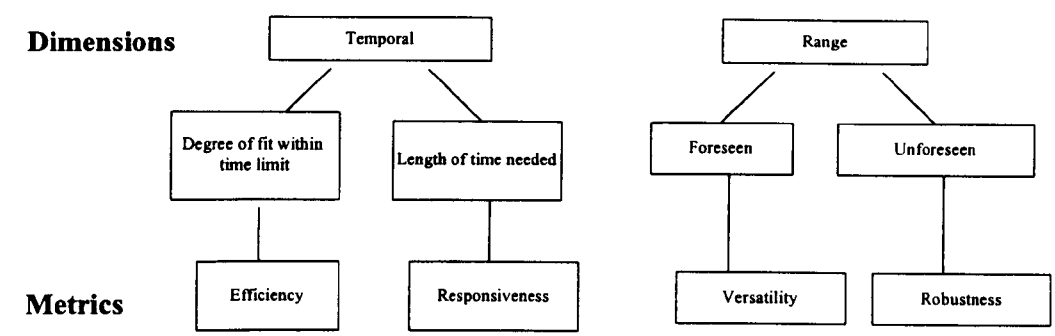 Dimensions
Temporal
Range
Degree of fit within
time limit
Length of time needed
Foreseen
Unforeseen
Metrics
Efficiency
Responsiveness
Versatility
Robustness